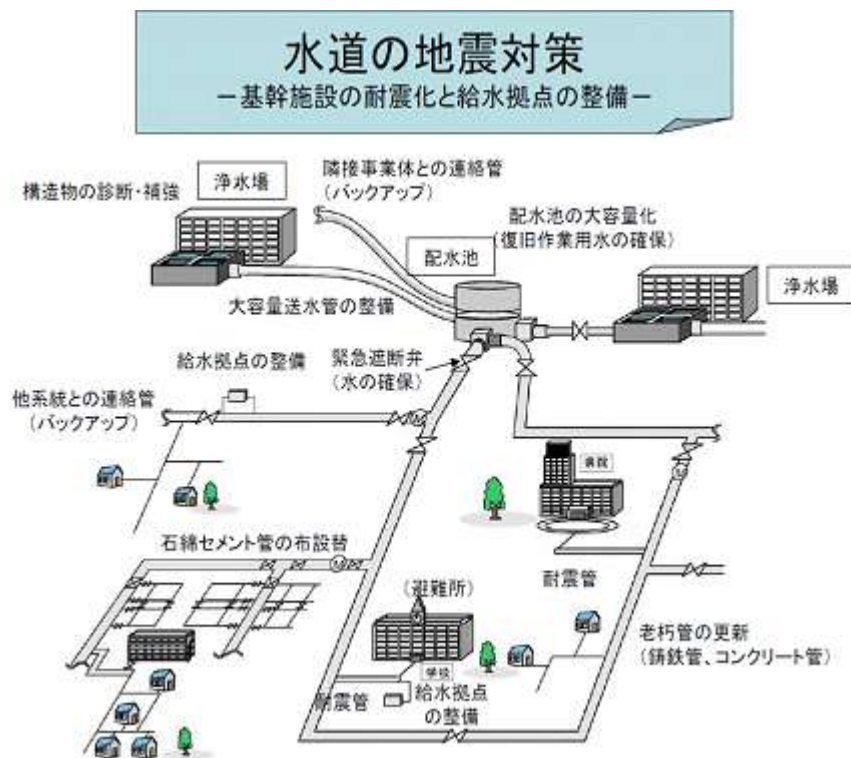 水道の地震対策
－基幹施設の耐震化と給水拠点の整備－
構造物の診断・補強
浄水場
隣接事業体との連絡管
(バックアップ)
配水池の大容量化
(復旧作業用水の確保)
配水池
浄水場
大容量送水管の整備
給水拠点の整備
緊急遮断弁
(水の確保)
他系統との連絡管
(バックアップ)
病院
石綿セメント管の布設替
M
M
M
耐震管
(避難所)
老朽管の更新
(鋳鉄管、コンクリート管)
学校
耐震管
給水拠点
の整備